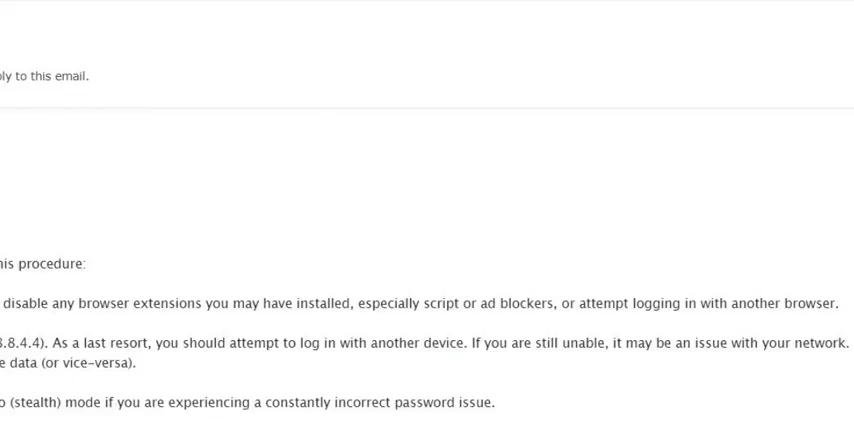 ply to this email.
his procedure:
disable any browser extensions you may have installed, especially script or ad blockers, or attempt logging in with another browser.
8.8.4.4). As a last resort, you should attempt to log in with another device. If you are still unable, it may be an issue with your network.
e data (or vice-versa).
o (stealth) mode if you are experiencing a constantly incorrect password issue.